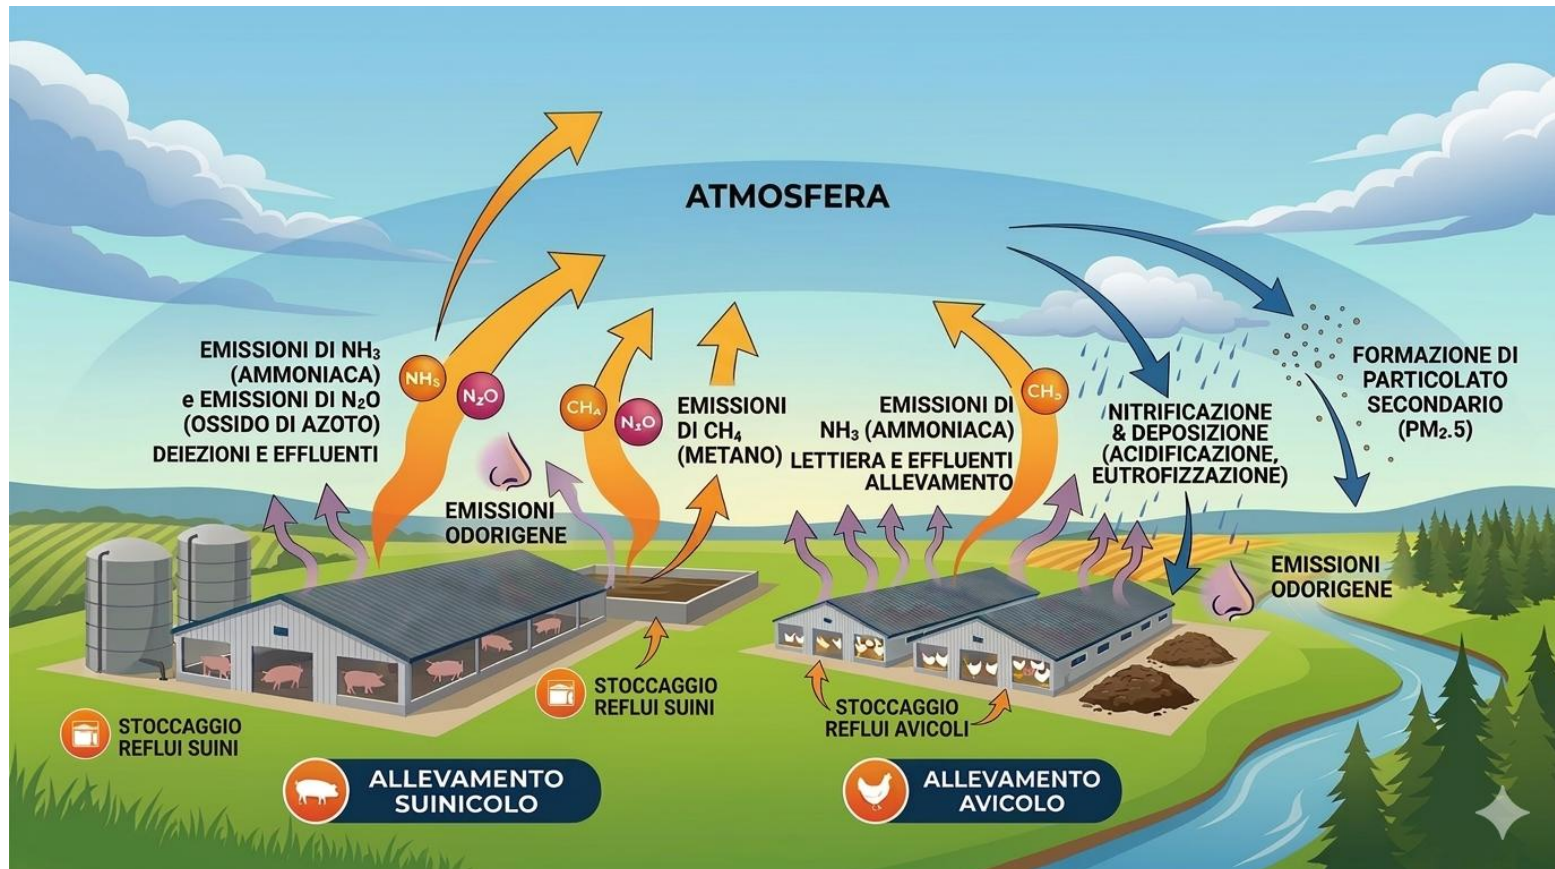 ATMOSFERA
EMISSIONI DI NH₃
(AMMONIACA)
e EMISSIONI DI N₂O
(OSSIDO DI AZOTO)
DEIEZIONI E EFFLUENTI
NH₅
N₂O
EMISSIONI
ODORIGENE
CH₄
N₁O
EMISSIONI
DI CH₄
(METANO)
EMISSIONI DI
NH₃ (AMMONIACA)
LETTIERA E EFFLUENTI
ALLEVAMENTO
CH₃
NITRIFICAZIONE
& DEPOSIZIONE
(ACIDIFICAZIONE,
EUTROFIZZAZIONE)
FORMAZIONE DI
PARTICOLATO
SECONDARIO
(PM₂.5)
EMISSIONI
ODORIGENE
STOCCAGGIO
REFLUI SUINI
STOCCAGGIO
REFLUI SUINI
STOCCAGGIO
REFLUI AVICOLI
ALLEVAMENTO
SUINICOLO
ALLEVAMENTO
AVICOLO